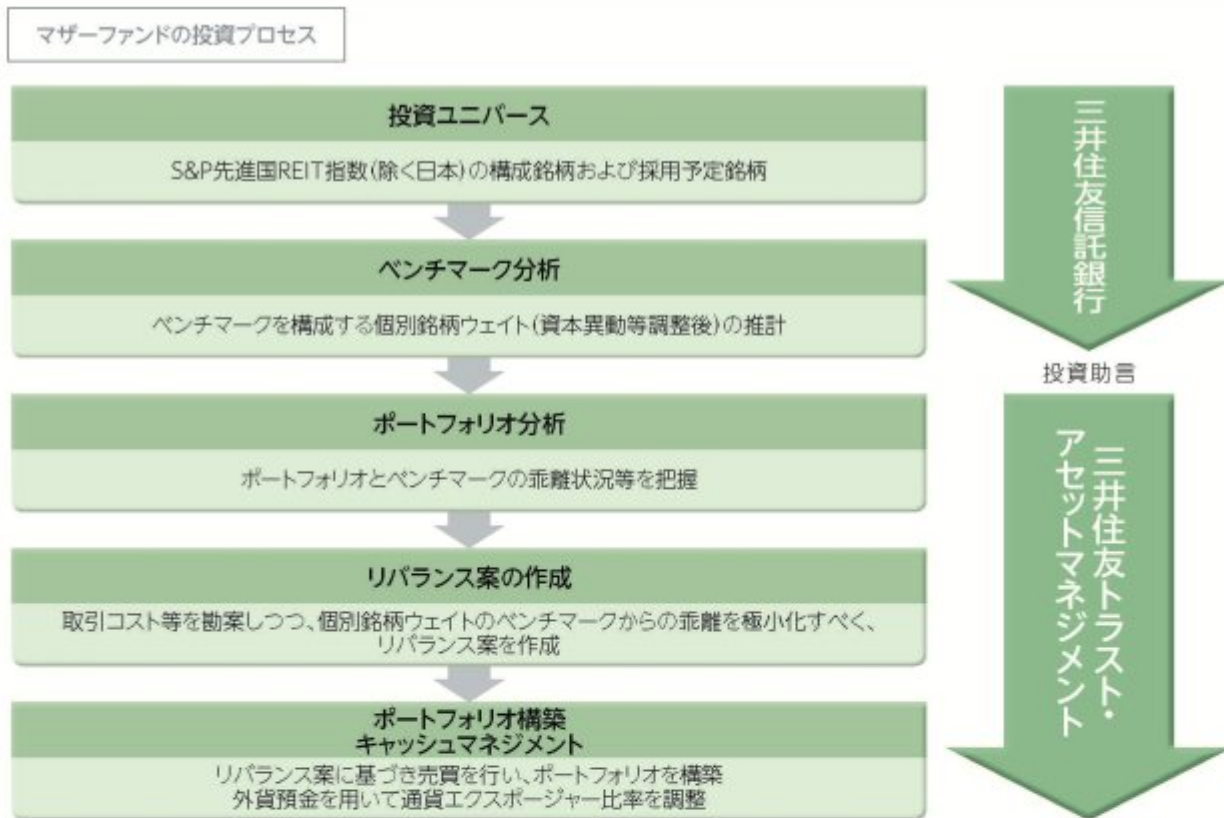 マザーファンドの投資プロセス
投資ユニバース
S&P先進国REIT指数(除く日本)の構成銘柄および採用予定銘柄
ベンチマーク分析
ベンチマークを構成する個別銘柄ウェイト(資本異動等調整後)の推計
ポートフォリオ分析
ポートフォリオとベンチマークの乖離状況等を把握
リバランス案の作成
取引コスト等を勘案しつつ、個別銘柄ウェイトのベンチマークからの乖離を極小化すべく、
リバランス案を作成
ポートフォリオ構築
キャッシュマネジメント
リバランス案に基づき売買を行い、ポートフォリオを構築
外貨預金を用いて通貨エクスポージャー比率を調整
三井住友信託銀行
投資助言
三井住友トラスト・
アセットマネジメント